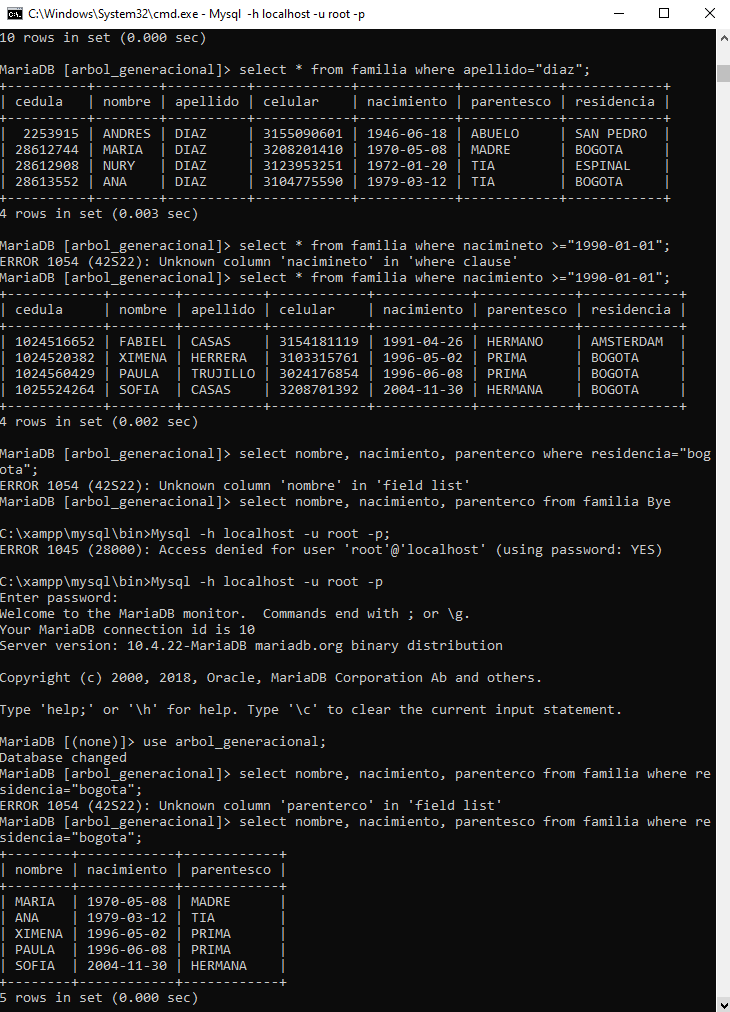 C:\Windows\System32\cmd.exe - Mysql  -h localhost -u root -p
10 rows in set (0.000 sec)

MariaDB [arbol_generacional]> select * from familia where apellido="diaz";
+----------+--------+----------+------------+------------+------------+------------+
| cedula   | nombre | apellido | celular    | nacimiento | parentesco | residencia |
+----------+--------+----------+------------+------------+------------+------------+
|  2253915 | ANDRES | DIAZ     | 3155090601 | 1946-06-18 | ABUELO     | SAN PEDRO  |
| 28612744 | MARIA  | DIAZ     | 3208201410 | 1970-05-08 | MADRE      | BOGOTA     |
| 28612908 | NURY   | DIAZ     | 3123953251 | 1972-01-20 | TIA        | ESPINAL    |
| 28613552 | ANA    | DIAZ     | 3104775590 | 1979-03-12 | TIA        | BOGOTA     |
+----------+--------+----------+------------+------------+------------+------------+
4 rows in set (0.003 sec)

MariaDB [arbol_generacional]> select * from familia where nacimineto >="1990-01-01";
ERROR 1054 (42S22): Unknown column 'nacimineto' in 'where clause'
MariaDB [arbol_generacional]> select * from familia where nacimiento >="1990-01-01";
+------------+--------+----------+------------+------------+------------+------------+
| cedula     | nombre | apellido | celular    | nacimiento | parentesco | residencia |
+------------+--------+----------+------------+------------+------------+------------+
| 1024516652 | FABIEL | CASAS    | 3154181119 | 1991-04-26 | HERMANO    | AMSTERDAM  |
| 1024520382 | XIMENA | HERRERA  | 3103315761 | 1996-05-02 | PRIMA      | BOGOTA     |
| 1024560429 | PAULA  | TRUJILLO | 3024176854 | 1996-06-08 | PRIMA      | BOGOTA     |
| 1025524264 | SOFIA  | CASAS    | 3208701392 | 2004-11-30 | HERMANA    | BOGOTA     |
+------------+--------+----------+------------+------------+------------+------------+
4 rows in set (0.002 sec)

MariaDB [arbol_generacional]> select nombre, nacimiento, parenterco where residencia="bog
ota";
ERROR 1054 (42S22): Unknown column 'nombre' in 'field list'
MariaDB [arbol_generacional]> select nombre, nacimiento, parenterco from familia Bye

C:\xampp\mysql\bin>Mysql -h localhost -u root -p;
ERROR 1045 (28000): Access denied for user 'root'@'localhost' (using password: YES)

C:\xampp\mysql\bin>Mysql -h localhost -u root -p
Enter password:
Welcome to the MariaDB monitor.  Commands end with ; or \g.
Your MariaDB connection id is 10
Server version: 10.4.22-MariaDB mariadb.org binary distribution

Copyright (c) 2000, 2018, Oracle, MariaDB Corporation Ab and others.

Type 'help;' or '\h' for help. Type '\c' to clear the current input statement.

MariaDB [(none)]> use arbol_generacional;
Database changed
MariaDB [arbol_generacional]> select nombre, nacimiento, parenterco from familia where re
sidencia="bogota";
ERROR 1054 (42S22): Unknown column 'parenterco' in 'field list'
MariaDB [arbol_generacional]> select nombre, nacimiento, parentesco from familia where re
sidencia="bogota";
+--------+------------+------------+
| nombre | nacimiento | parentesco |
+--------+------------+------------+
| MARIA  | 1970-05-08 | MADRE      |
| ANA    | 1979-03-12 | TIA        |
| XIMENA | 1996-05-02 | PRIMA      |
| PAULA  | 1996-06-08 | PRIMA      |
| SOFIA  | 2004-11-30 | HERMANA    |
+--------+------------+------------+
5 rows in set (0.000 sec)